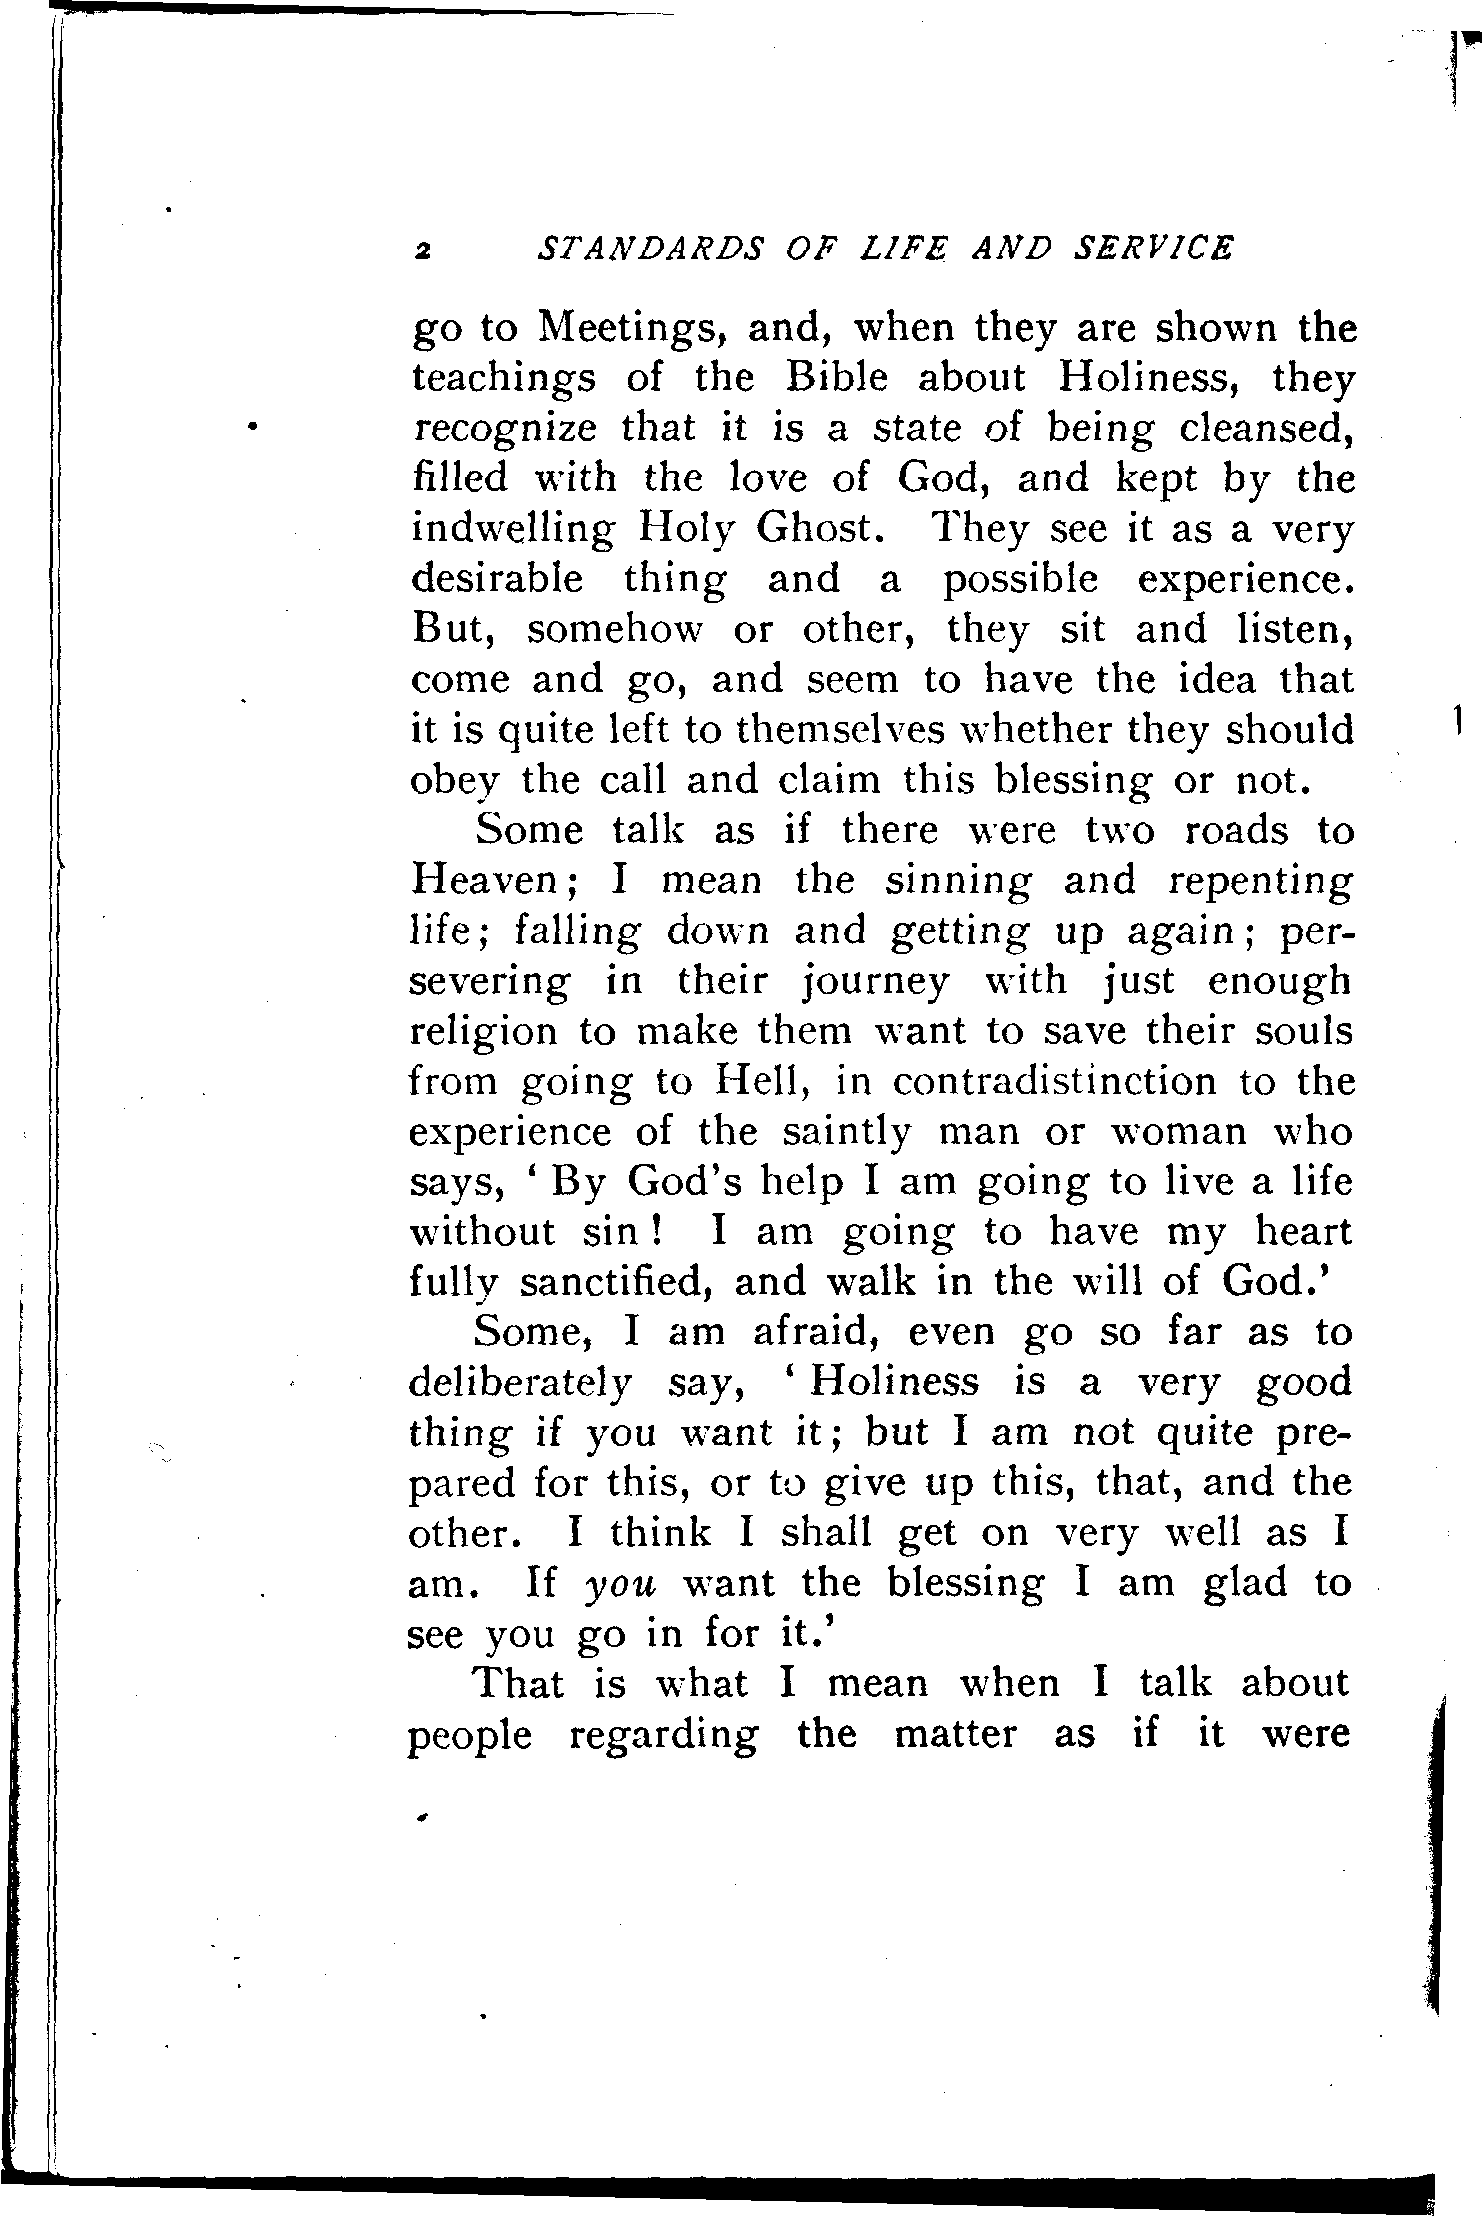 2 STANDARDS OF LIFE AND SERVICE
go to Meetings, and, when they are shown the
teachings of the Bible about Holiness, they
recognize that it is a state of being cleansed,
filled with the love of God, and kept by the
indwelling Holy Ghost. They see it as a very
desirable thing and a possible experience.
But, somehow or other, they sit and listen,
come and go, and seem to have the idea that
it is quite left to themselves whether they should
obey the call and claim this blessing or not.
Some talk as if there were two roads to
Heaven; I mean the sinning and repenting
life; falling down and getting up again; per-
severing in their journey with just enough
religion to make them want to save their souls
from going to Hell, in contradistinction to the
experience of the saintly man or woman who
says, ‘ By God’s help I am going to live a life
without sin! I am going to have my heart
fully sanctified, and walk in the will of God.’
Some, I am afraid, even go so far as to
deliberately say, ‘ Holiness is a very good
thing if you want it; but I am not quite pre-
pared for this, or to give up this, that, and the
other. I think I shall get on very well as I
am. If you want the blessing I am glad to
see you go in for it.’
That is what I mean when I talk about
people regarding the matter as if it were